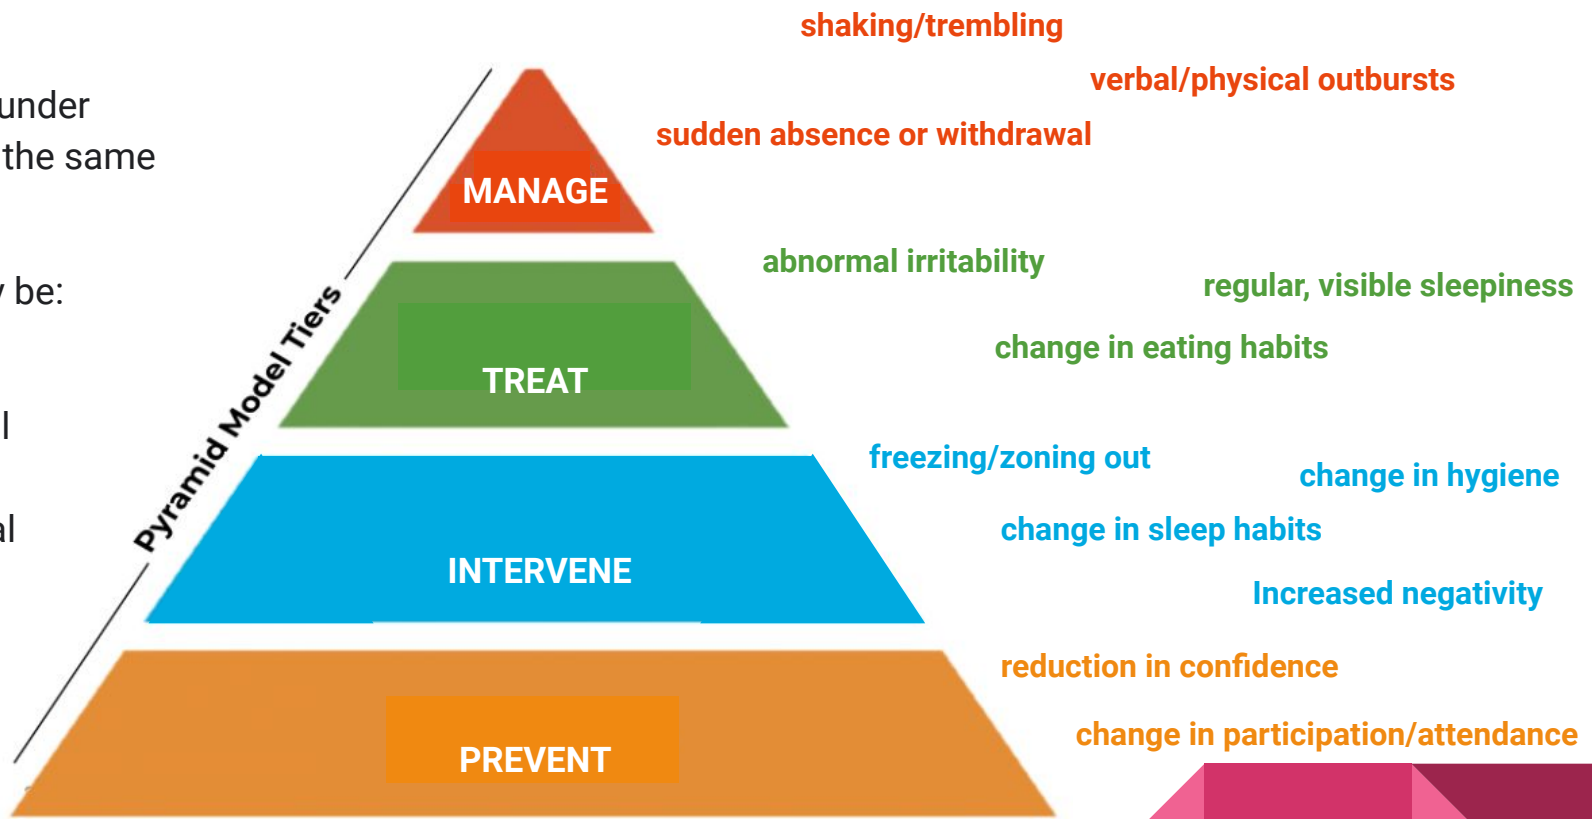 under
the same
y be:
l
al
Pyramid Model Tiers
shaking/trembling
verbal/physical outbursts
sudden absence or withdrawal
MANAGE
abnormal irritability
regular, visible sleepiness
change in eating habits
TREAT
freezing/zoning out
change in hygiene
change in sleep habits
INTERVENE
Increased negativity
reduction in confidence
change in participation/attendance
PREVENT